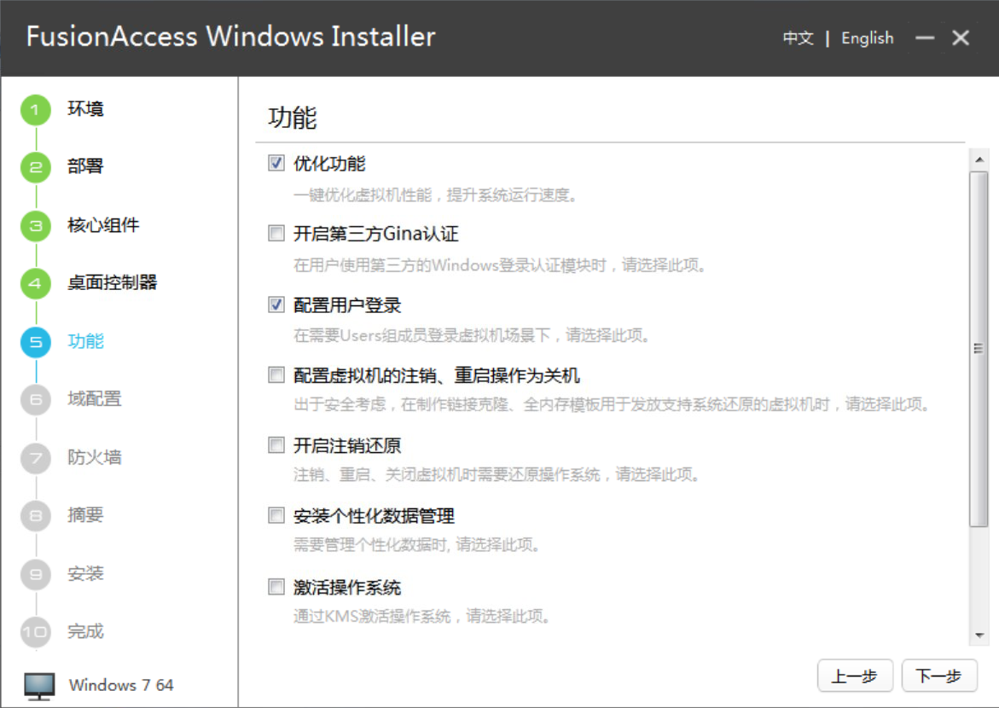 FusionAccess Windows Installer
中文 | English
1 环境
2 部署
3 核心组件
4 桌面控制器
5 功能
6 域配置
7 防火墙
8 摘要
9 安装
10 完成
Windows 7 64
功能
优化功能
一键优化虚拟机性能，提升系统运行速度。
开启第三方Gina认证
在用户使用第三方的Windows登录认证模块时，请选择此项。
配置用户登录
在需要Users组成员登录虚拟机场景下，请选择此项。
配置虚拟机的注销、重启操作为关机
出于安全考虑，在制作链接克隆、全内存模板用于发放支持系统还原的虚拟机时，请选择此项。
开启注销还原
注销、重启、关闭虚拟机时需要还原操作系统，请选择此项。
安装个性化数据管理
需要管理个性化数据时, 请选择此项。
激活操作系统
通过KMS激活操作系统，请选择此项。
上一步
下一步